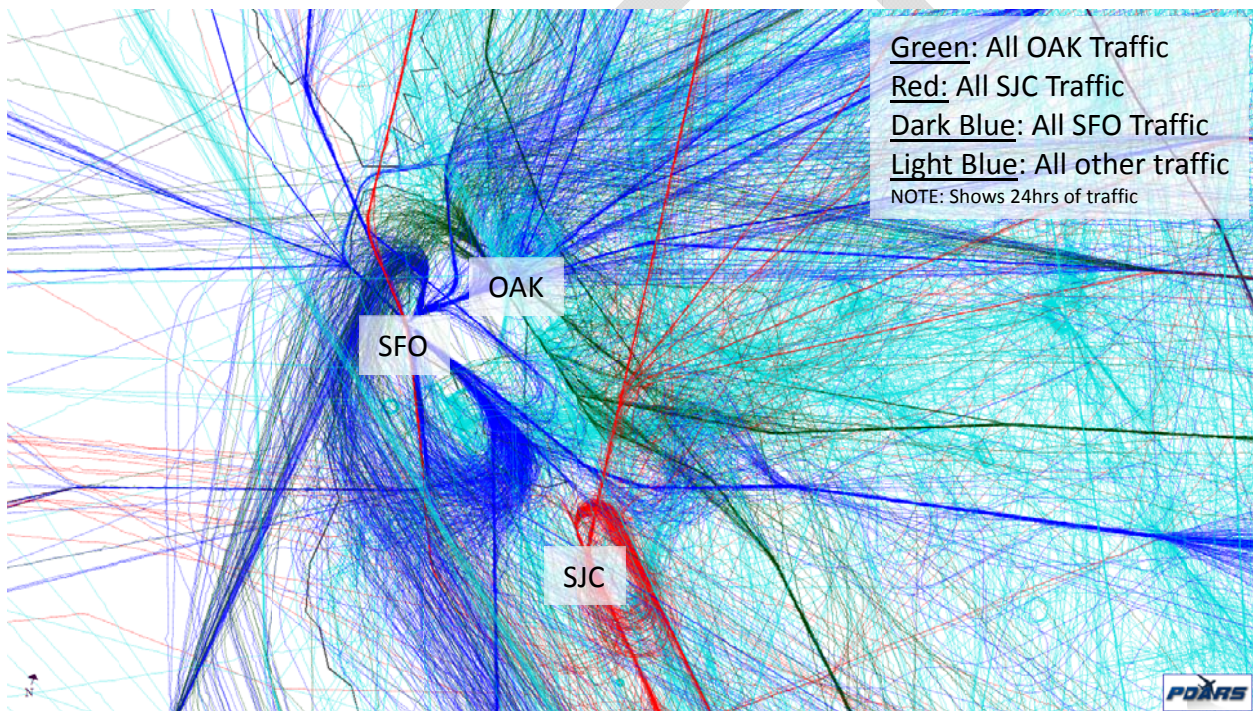 Green: All OAK Traffic
Red: All SJC Traffic
Dark Blue: All SFO Traffic
Light Blue: All other traffic
NOTE: Shows 24hrs of traffic
OAK
SFO
SJC
N
PDARS